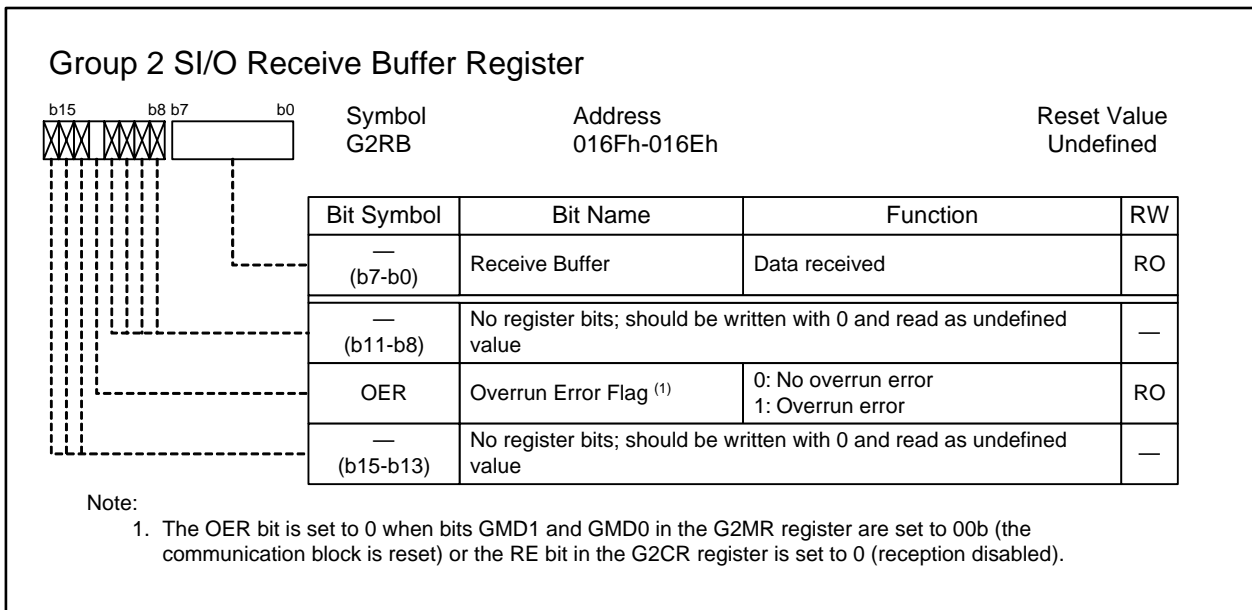 Group 2 SI/O Receive Buffer Register
b15 b8 b7 b0
Symbol Address Reset Value
G2RB 016Fh-016Eh Undefined
Bit Symbol Bit Name Function RW
—
(b7-b0) Receive Buffer Data received RO
—
(b11-b8) No register bits; should be written with 0 and read as undefined
value —
OER Overrun Error Flag (1) 0: No overrun error
1: Overrun error RO
—
(b15-b13) No register bits; should be written with 0 and read as undefined
value —
Note:
1. The OER bit is set to 0 when bits GMD1 and GMD0 in the G2MR register are set to 00b (the
communication block is reset) or the RE bit in the G2CR register is set to 0 (reception disabled).